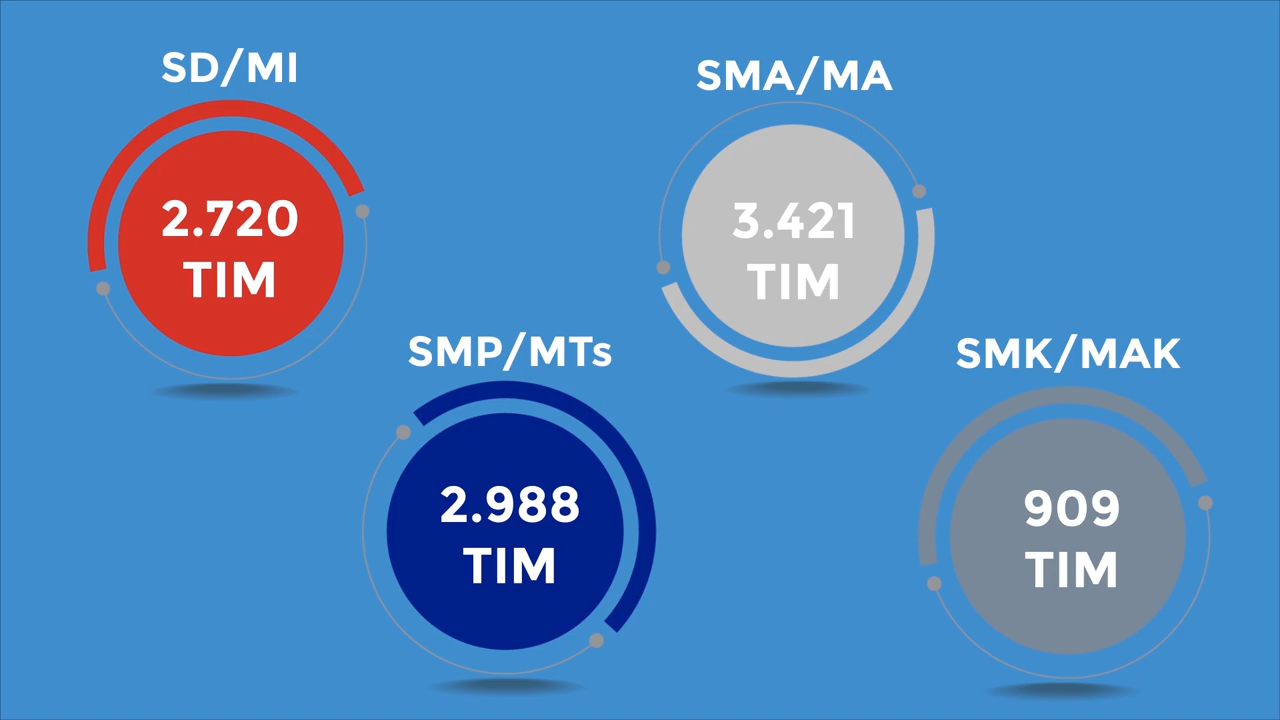 SD/MI
2.720
TIM
SMP/MTs
2.988
TIM
SMA/MA
3.421
TIM
SMK/MAK
909
TIM